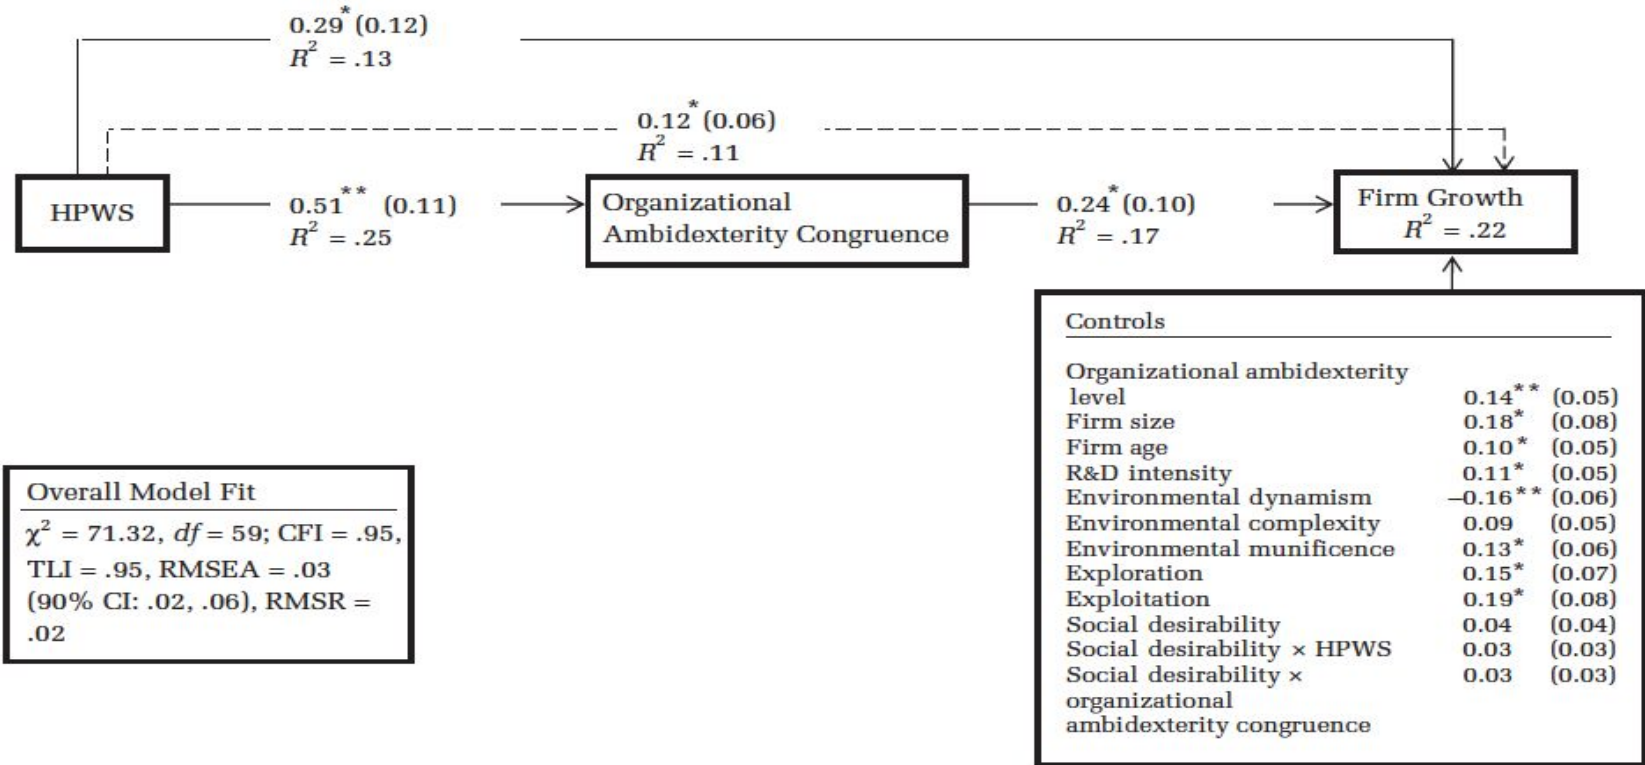 0.29* (0.12)
R² = .13
0.12* (0.06)
R² = .11
HPWS
0.51** (0.11)
R² = .25
Organizational
Ambidexterity Congruence
0.24* (0.10)
R² = .17
Firm Growth
R² = .22
Controls
Organizational ambidexterity
level 0.14** (0.05)
Firm size 0.18* (0.08)
Firm age 0.10* (0.05)
R&D intensity 0.11* (0.05)
Environmental dynamism –0.16** (0.06)
Environmental complexity 0.09 (0.05)
Environmental munificence 0.13* (0.06)
Exploration 0.15* (0.07)
Exploitation 0.19* (0.08)
Social desirability 0.04 (0.04)
Social desirability × HPWS 0.03 (0.03)
Social desirability × 0.03 (0.03)
organizational
ambidexterity congruence
Overall Model Fit
χ² = 71.32, df = 59; CFI = .95,
TLI = .95, RMSEA = .03
(90% CI: .02, .06), RMSR =
.02